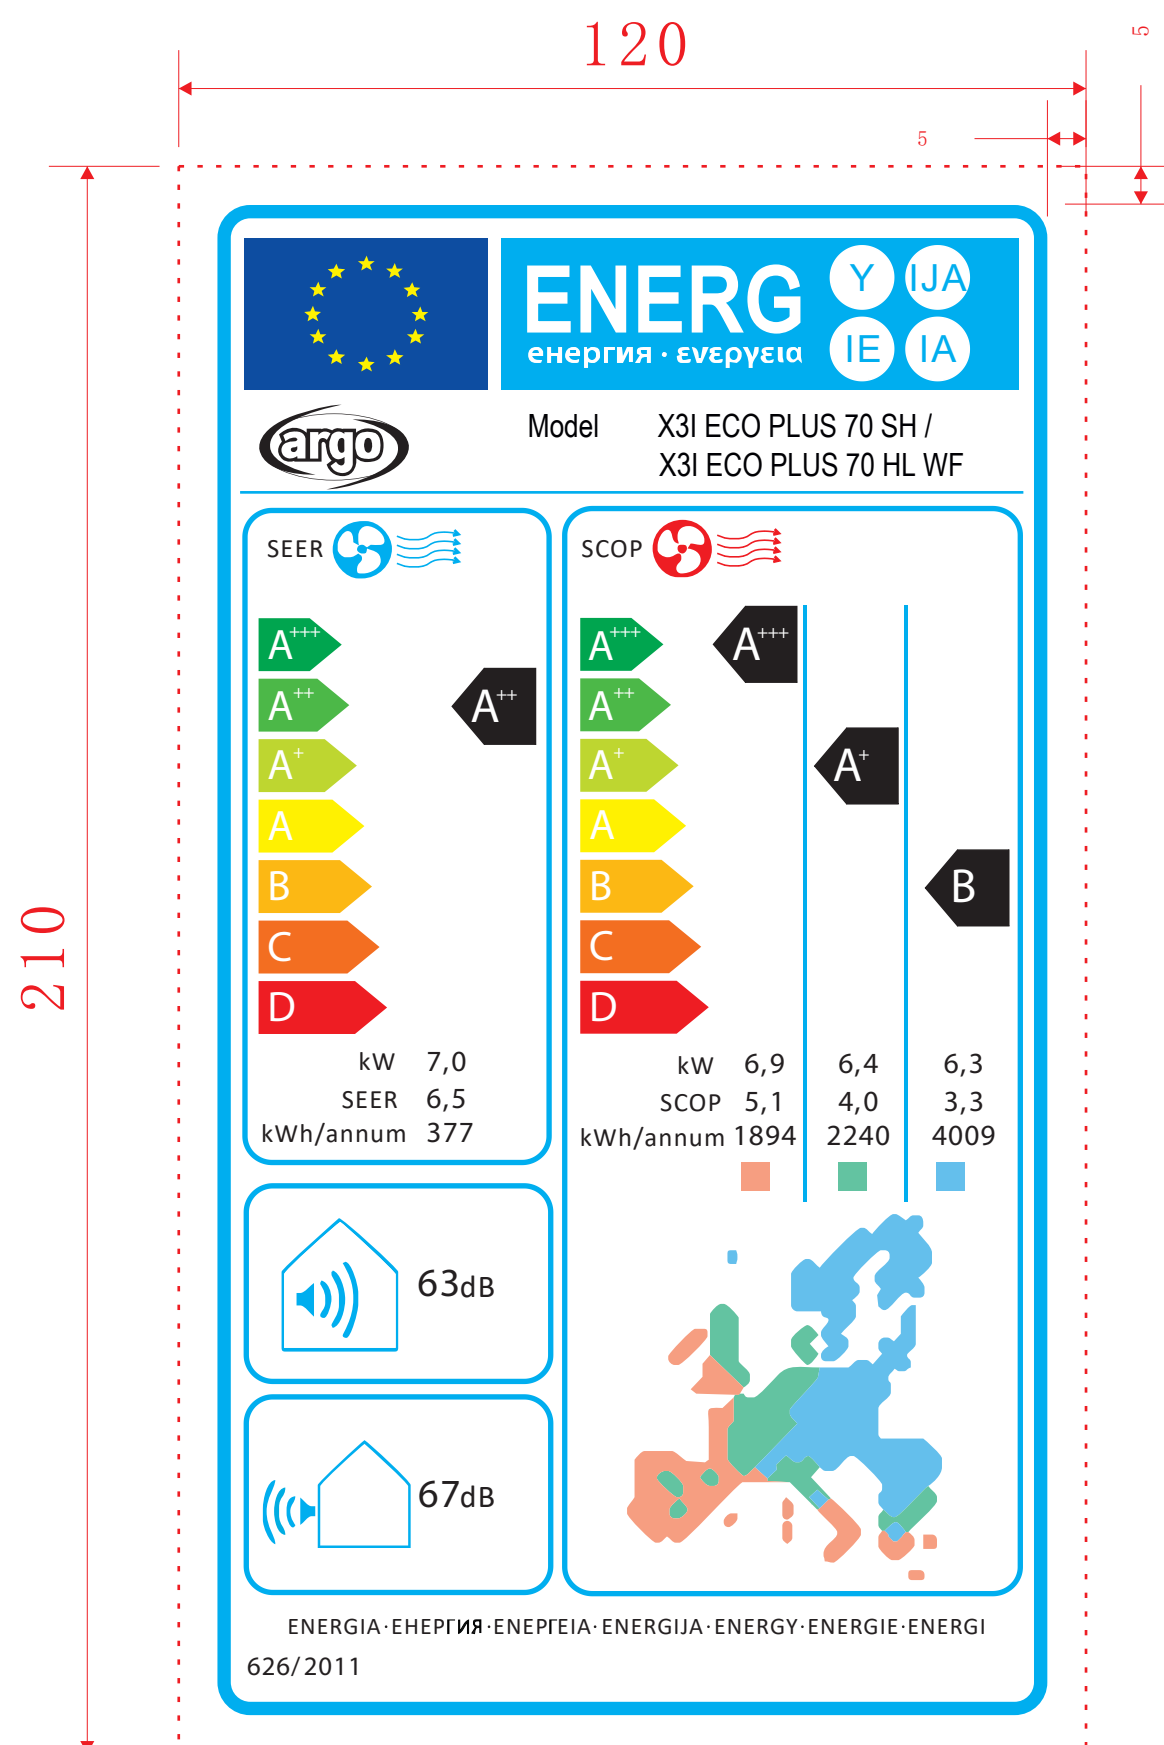 120
5
5
210
ENERG
енергия · ενεργεια
Y IJA
IE IA
argo
Model X3I ECO PLUS 70 SH /
X3I ECO PLUS 70 HL WF
SEER
A+++
A++
A+
A
B
C
D
A++
kW 7,0
SEER 6,5
kWh/annum 377
SCOP
A+++
A++
A+
A
B
C
D
A+++
A+
B
kW 6,9 6,4 6,3
SCOP 5,1 4,0 3,3
kWh/annum 1894 2240 4009
63dB
67dB
ENERGIA·ЕНЕРГИЯ·ΕΝΕΡΓΕΙΑ·ENERGIJA·ENERGY·ENERGIE·ENERGI
626/2011